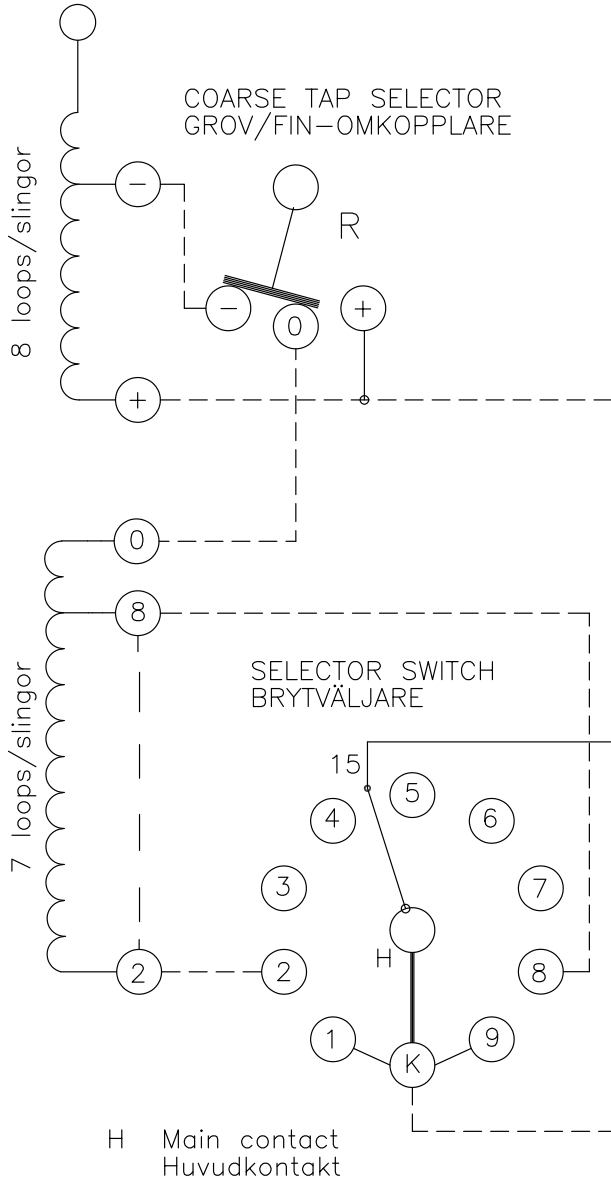 COARSE TAP SELECTOR
GROV/FIN-OMKOPPLARE
8 loops/slingor
−
R
−
0
+
+
0
8
7 loops/slingor
SELECTOR SWITCH
BRYTVÄLJARE
15
5
4
6
3
7
H
2
2
8
1
9
K
H Main contact
Huvudkontakt